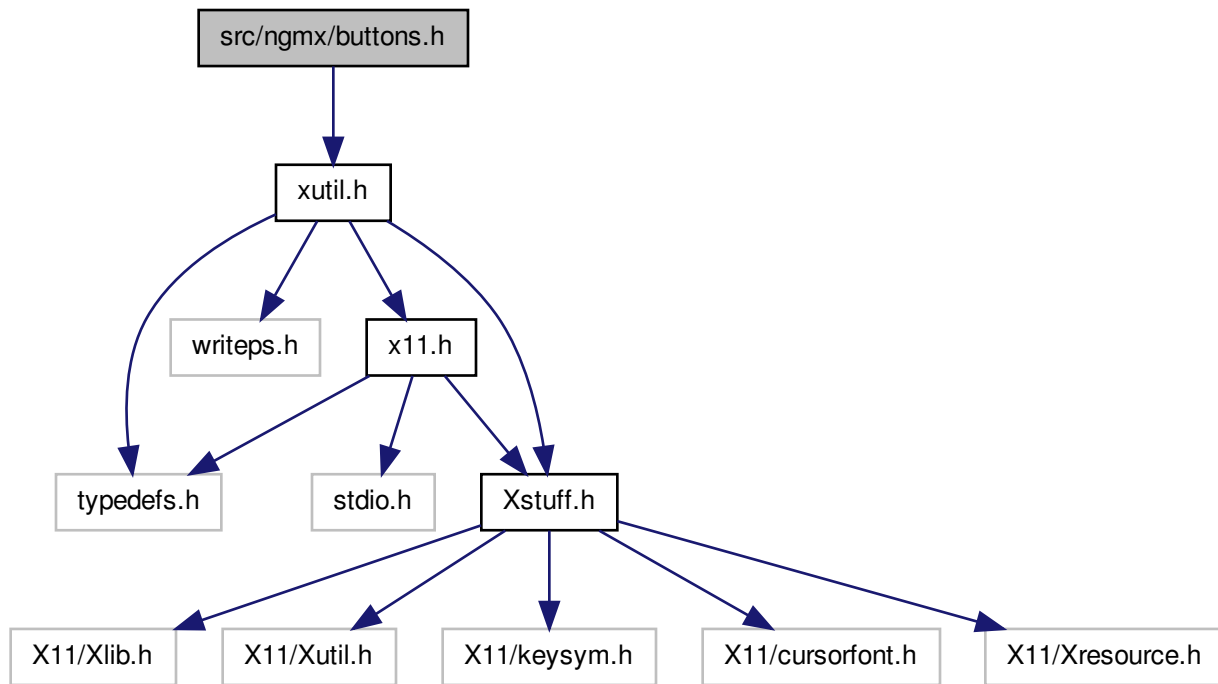 src/ngmx/buttons.h
xutil.h
writeps.h
x11.h
typedefs.h
stdio.h
Xstuff.h
X11/Xlib.h
X11/Xutil.h
X11/keysym.h
X11/cursorfont.h
X11/Xresource.h